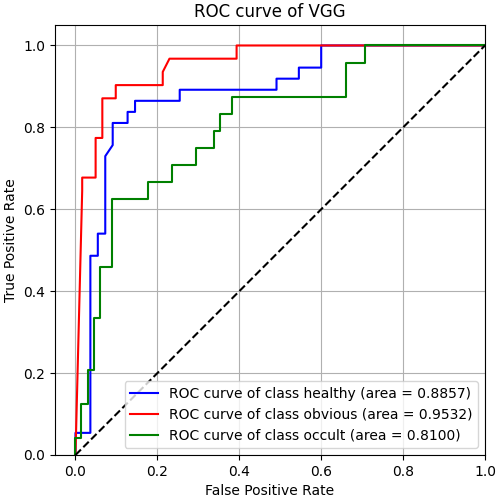 ROC curve of VGG
True Positive Rate
1.0
0.8
0.6
0.4
0.2
0.0
ROC curve of class healthy (area = 0.8857)
ROC curve of class obvious (area = 0.9532)
ROC curve of class occult (area = 0.8100)
0.0 0.2 0.4 0.6 0.8 1.0
False Positive Rate